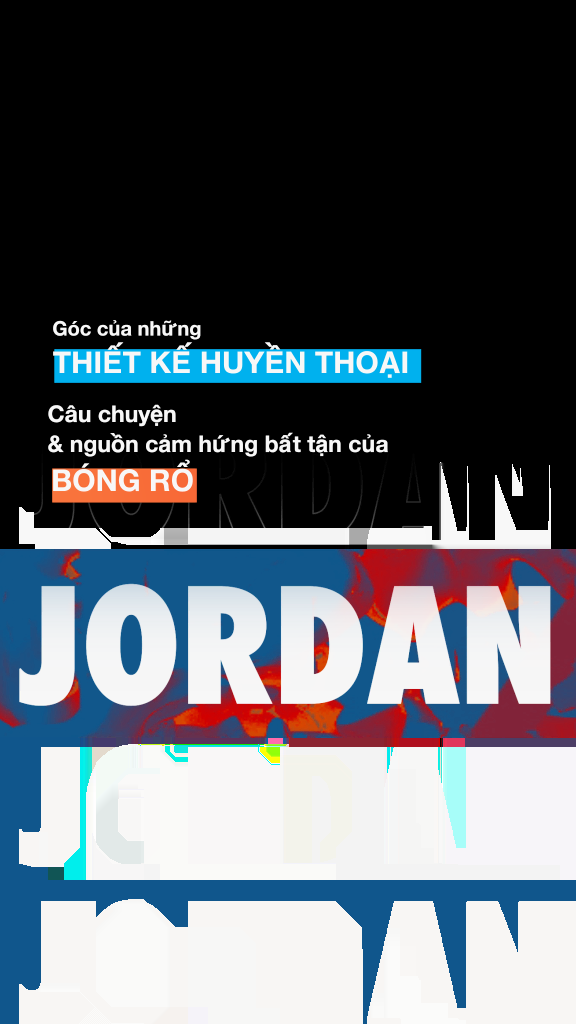 Góc của những
THIẾT KẾ HUYỀN THOẠI
Câu chuyện
& nguồn cảm hứng bất tận của
BÓNG RỔ
JORDAN
JORDAN
JORDAN
JORDAN